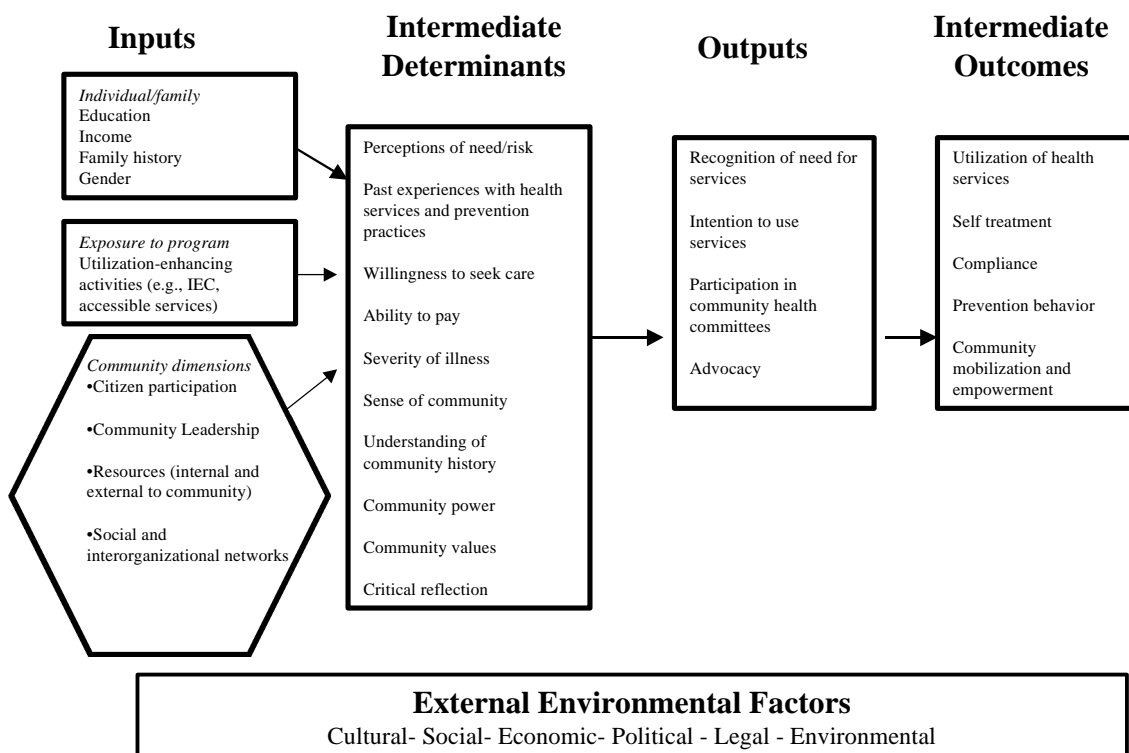 Inputs
Individual/family
Education
Income
Family history
Gender
Exposure to program
Utilization-enhancing
activities (e.g., IEC,
accessible services)
Community dimensions
•Citizen participation
•Community Leadership
•Resources (internal and
external to community)
•Social and
interorganizational networks
Intermediate
Determinants
Perceptions of need/risk
Past experiences with health
services and prevention
practices
Willingness to seek care
Ability to pay
Severity of illness
Sense of community
Understanding of
community history
Community power
Community values
Critical reflection
Outputs
Recognition of need for
services
Intention to use
services
Participation in
community health
committees
Advocacy
Intermediate
Outcomes
Utilization of health
services
Self treatment
Compliance
Prevention behavior
Community
mobilization and
empowerment
External Environmental Factors
Cultural- Social- Economic- Political - Legal - Environmental